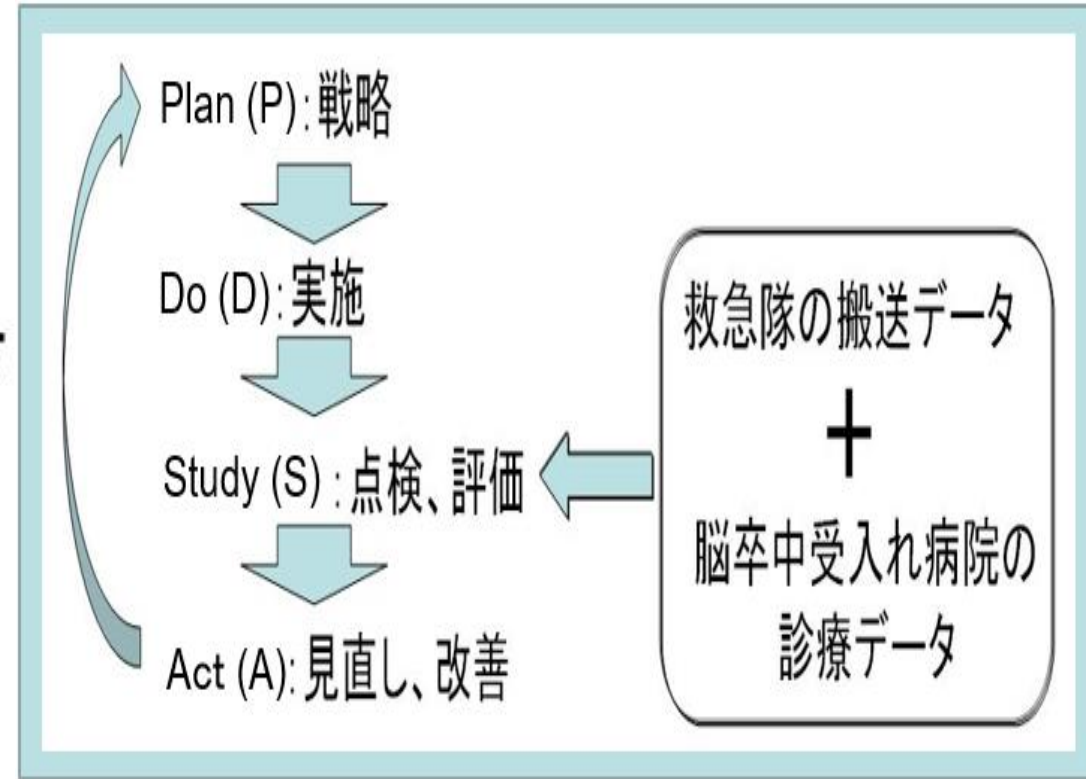 Plan (P):戦略
Do (D):実施
Study (S):点検、評価
Act (A):見直し、改善
救急隊の搬送データ
+
脳卒中受入れ病院の
診療データ